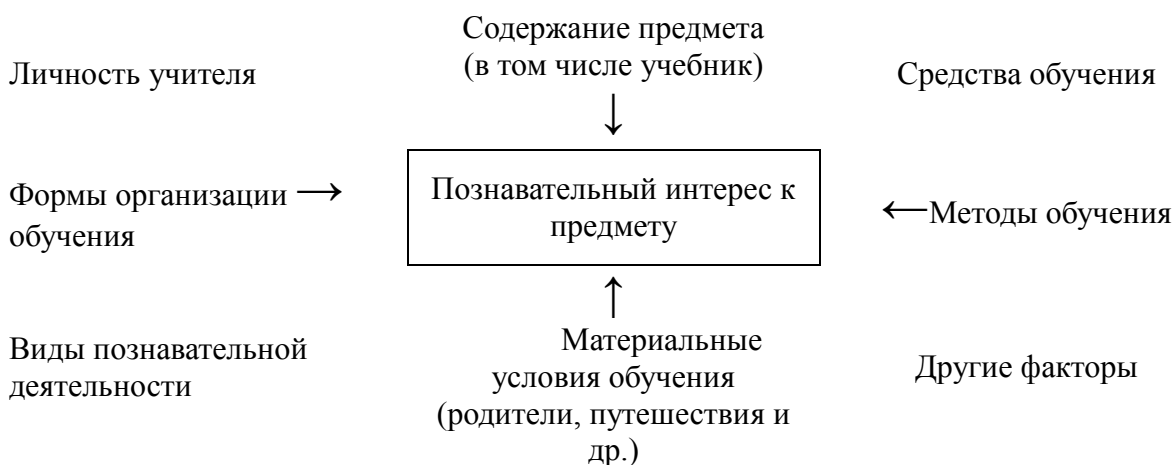 Содержание предмета
(в том числе учебник)
Личность учителя
Средства обучения
↓
Формы организации →
обучения
Познавательный интерес к
предмету
←Методы обучения
↑
Виды познавательной
деятельности
Материальные
условия обучения
(родители, путешествия и
др.)
Другие факторы